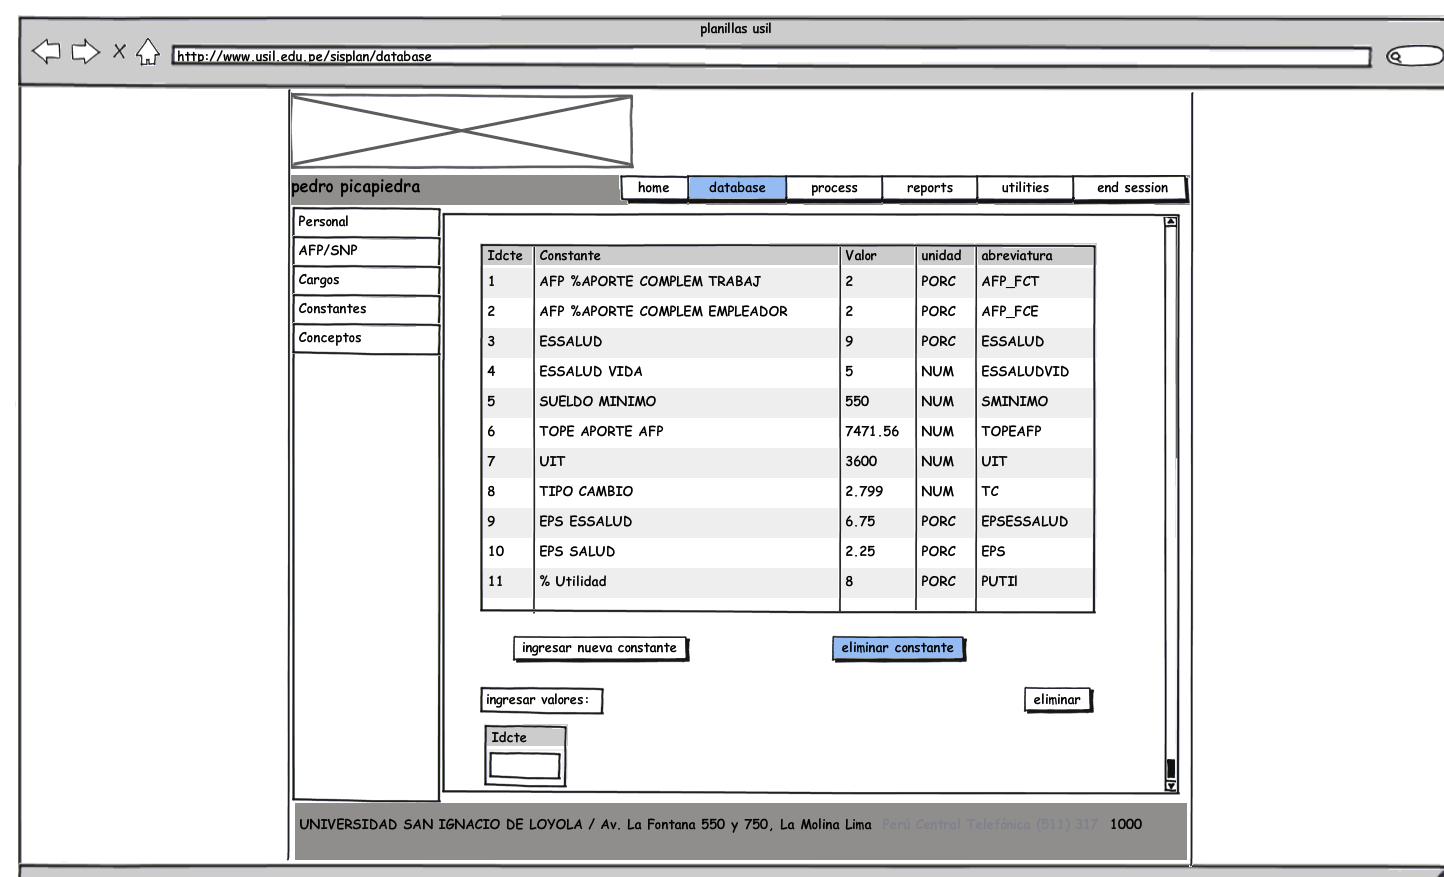 planillas usil
http://www.usil.edu.pe/sisplan/database
pedro picapiedra home database process reports utilities end session
Personal
AFP/SNP
Cargos
Constantes
Conceptos
Idcte Constante Valor unidad abreviatura
1 AFP %APORTE COMPLEM TRABAJ 2 PORC AFP_FCT
2 AFP %APORTE COMPLEM EMPLEADOR 2 PORC AFP_FCE
3 ESSALUD 9 PORC ESSALUD
4 ESSALUD VIDA 5 NUM ESSALUDVID
5 SUELDO MINIMO 550 NUM SMINIMO
6 TOPE APORTE AFP 7471.56 NUM TOPEAFP
7 UIT 3600 NUM UIT
8 TIPO CAMBIO 2.799 NUM TC
9 EPS ESSALUD 6.75 PORC EPSESSALUD
10 EPS SALUD 2.25 PORC EPS
11 % Utilidad 8 PORC PUTIl
ingresar nueva constante eliminar constante
ingresar valores: eliminar
Idcte
UNIVERSIDAD SAN IGNACIO DE LOYOLA / Av. La Fontana 550 y 750, La Molina Lima Perú Central Telefónica (511) 317 1000